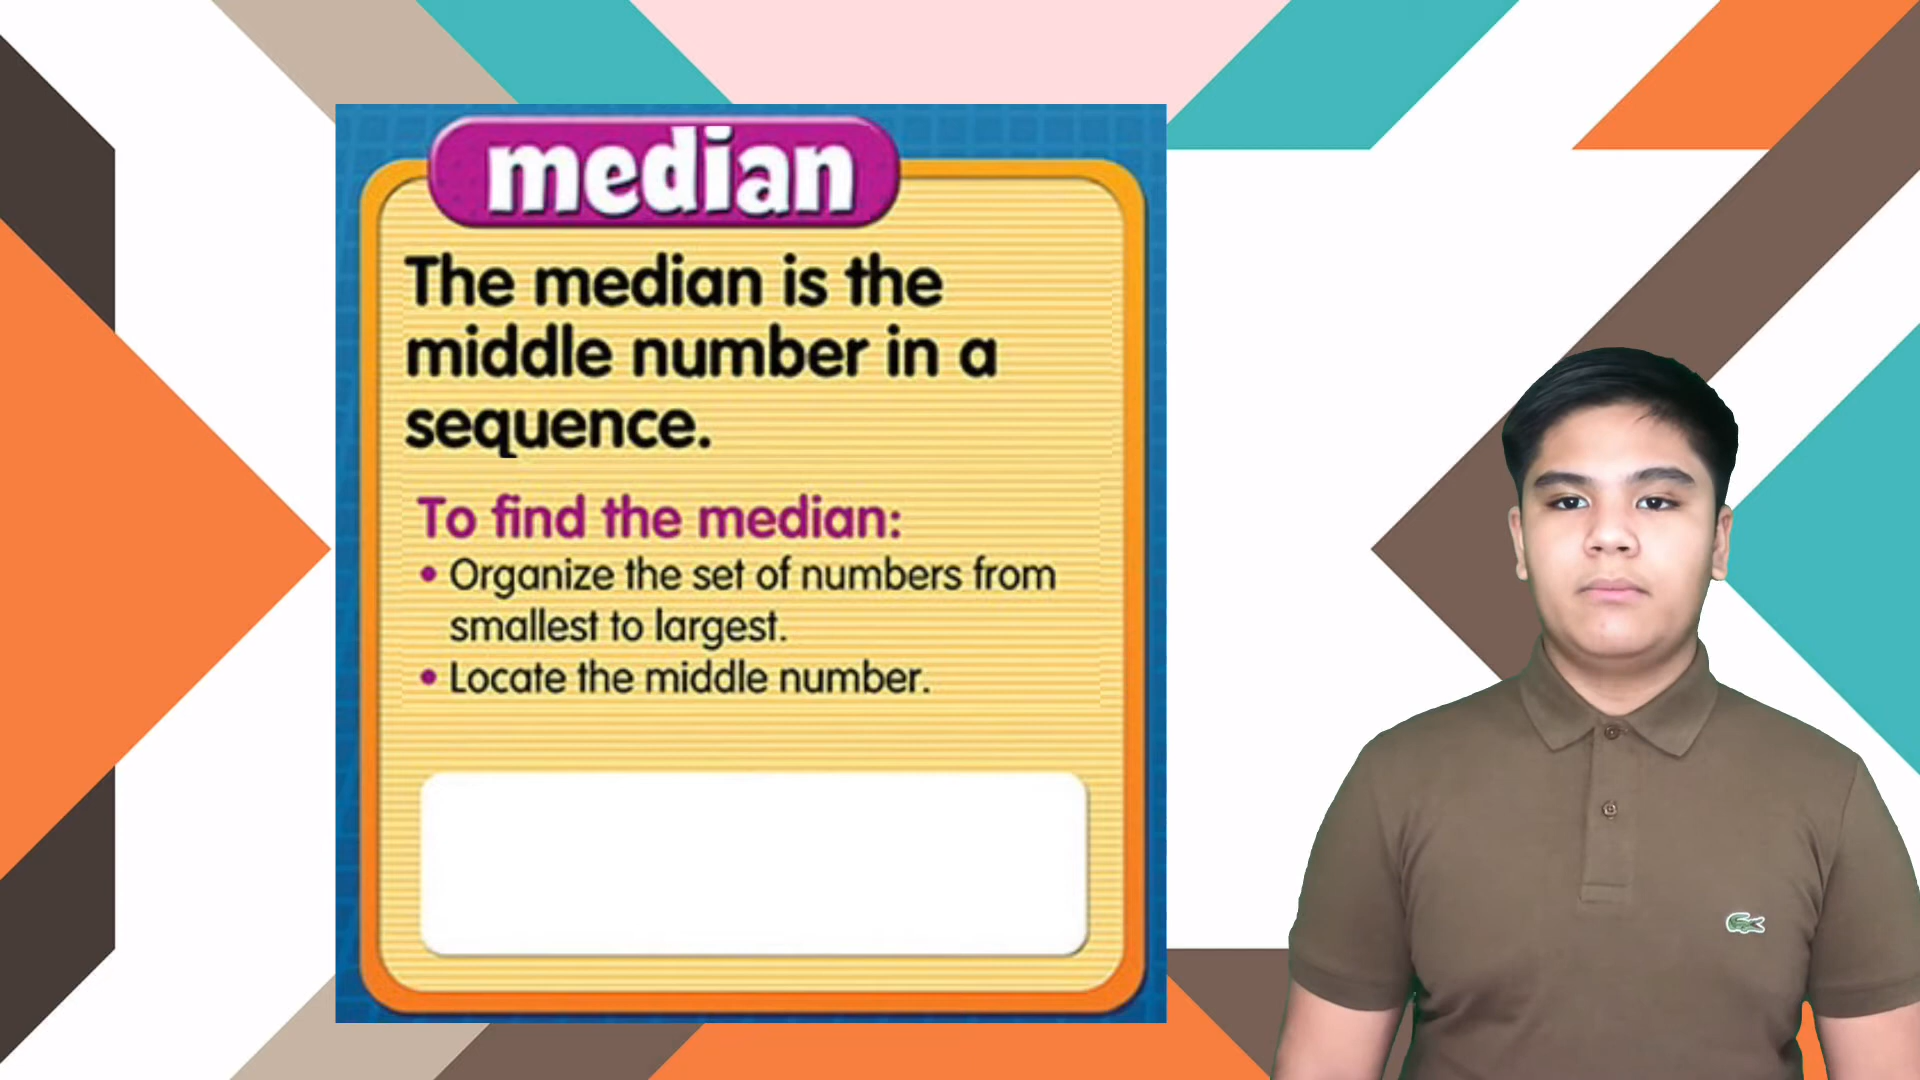 median
The median is the
middle number in a
sequence.
To find the median:
• Organize the set of numbers from
smallest to largest.
• Locate the middle number.